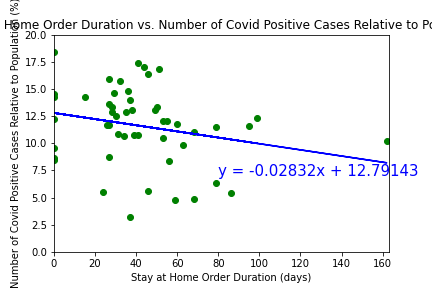 Home Order Duration vs. Number of Covid Positive Cases Relative to
Number of Covid Positive Cases Relative to Population (%)
20.0
17.5
15.0
12.5
10.0
7.5
5.0
2.5
0.0
y = -0.02832x + 12.79143
0 20 40 60 80 100 120 140 160
Stay at Home Order Duration (days)